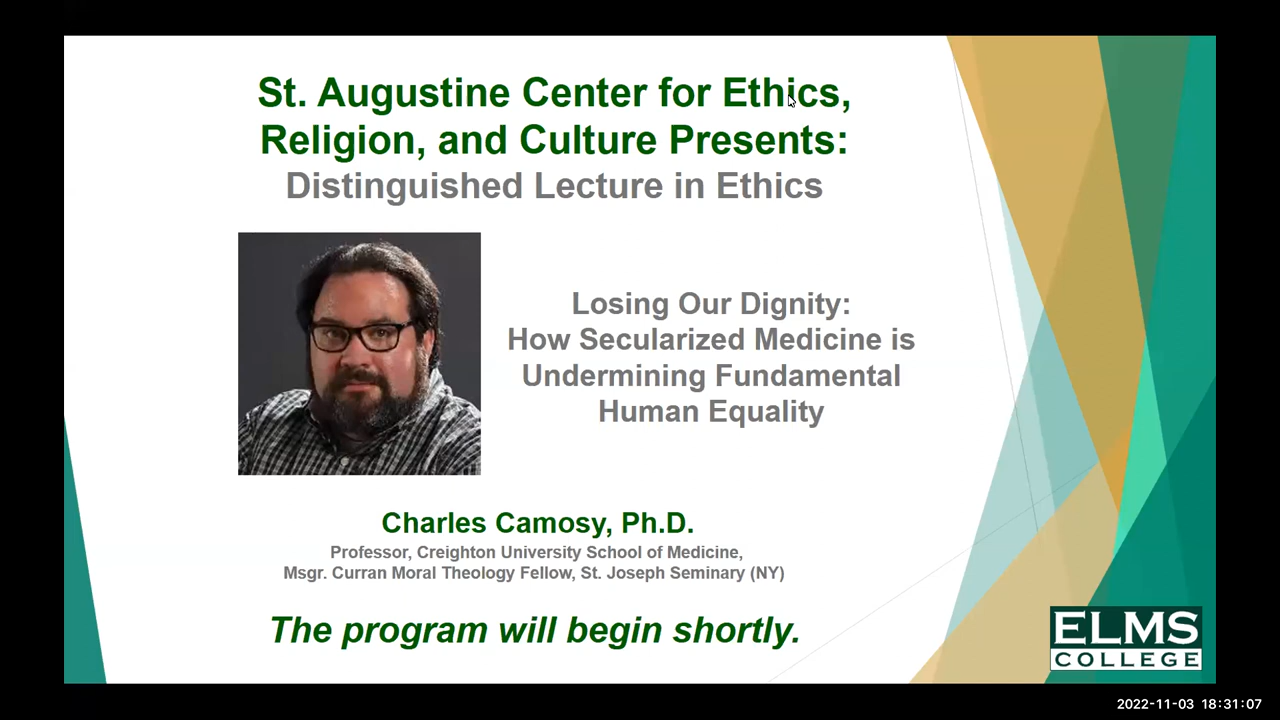 St. Augustine Center for Ethics,
Religion, and Culture Presents:
Distinguished Lecture in Ethics
Losing Our Dignity:
How Secularized Medicine is
Undermining Fundamental
Human Equality
Charles Camosy, Ph.D.
Professor, Creighton University School of Medicine,
Msgr. Curran Moral Theology Fellow, St. Joseph Seminary (NY)
The program will begin shortly.
ELMS
COLLEGE
2022-11-03 18:31:07